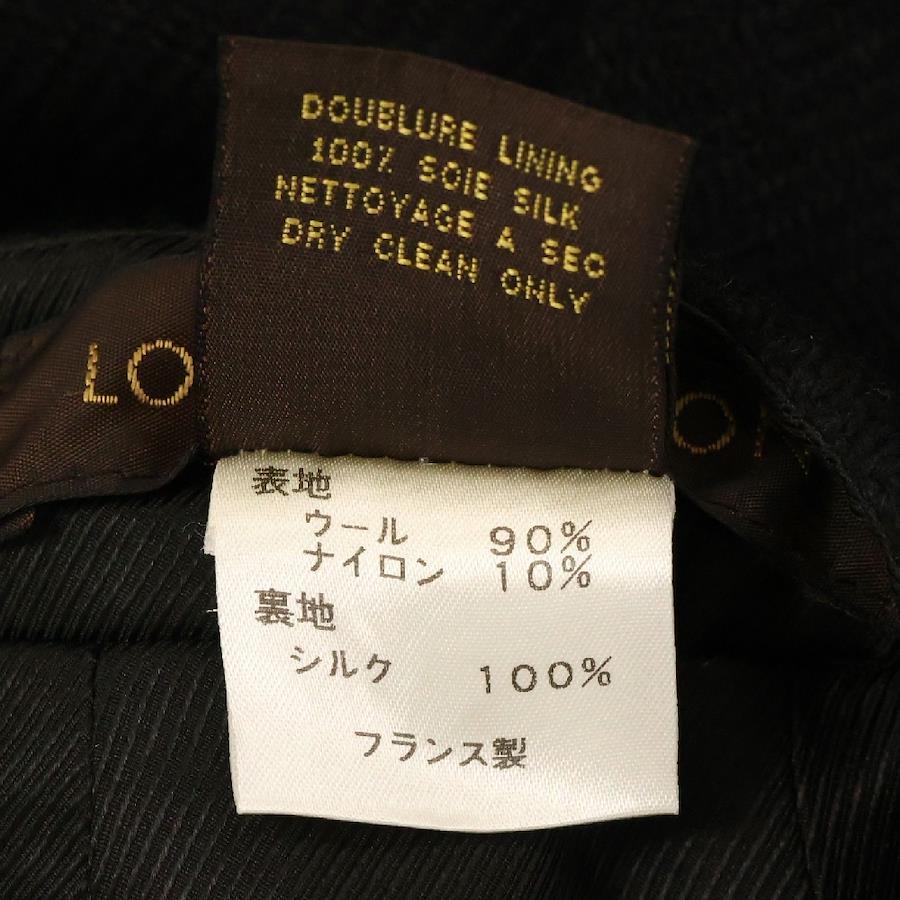 DOUBLURE LINING
100% SOIE SILK
NETTOYAGE A SEC
DRY CLEAN ONLY
LO
表地
ウール 90%
ナイロン 10%
裏地
シルク 100%
フランス製